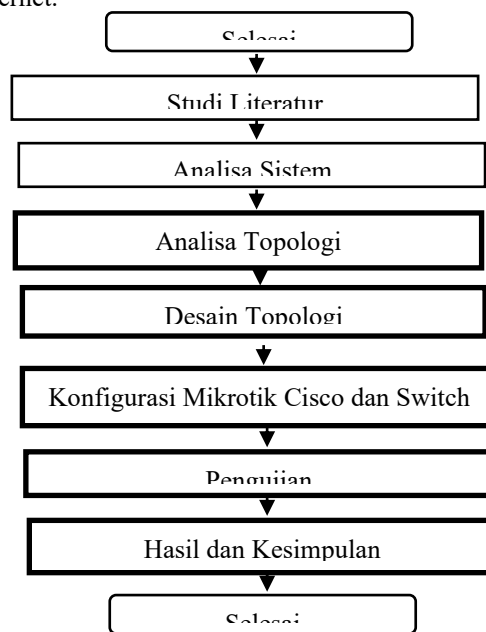 ernet.
Selesai
Studi Literatur
Analisa Sistem
Analisa Topologi
Desain Topologi
Konfigurasi Mikrotik Cisco dan Switch
Pengujian
Hasil dan Kesimpulan
Selesai